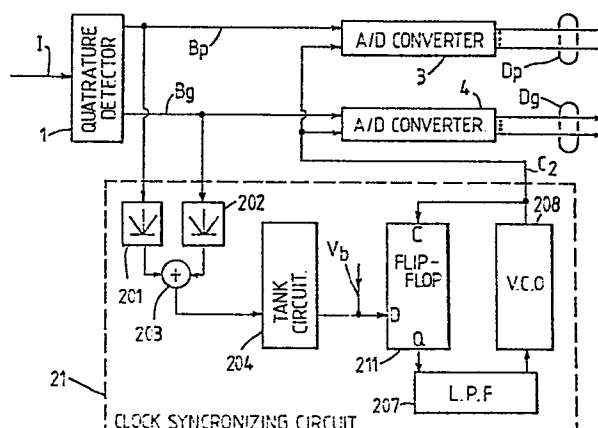 I
QUATRATURE
DETECTOR
1
Bp
Bg
A/D CONVERTER
3
Dp
A/D CONVERTER.
4
Dg
C2
201
202
203
TANK
CIRCUIT.
204
Vb
C
FLIP-
FLOP
D
Q
211
208
V.C.O
L.P.F
207
21
CLOCK SYNCRONIZING CIRCUIT